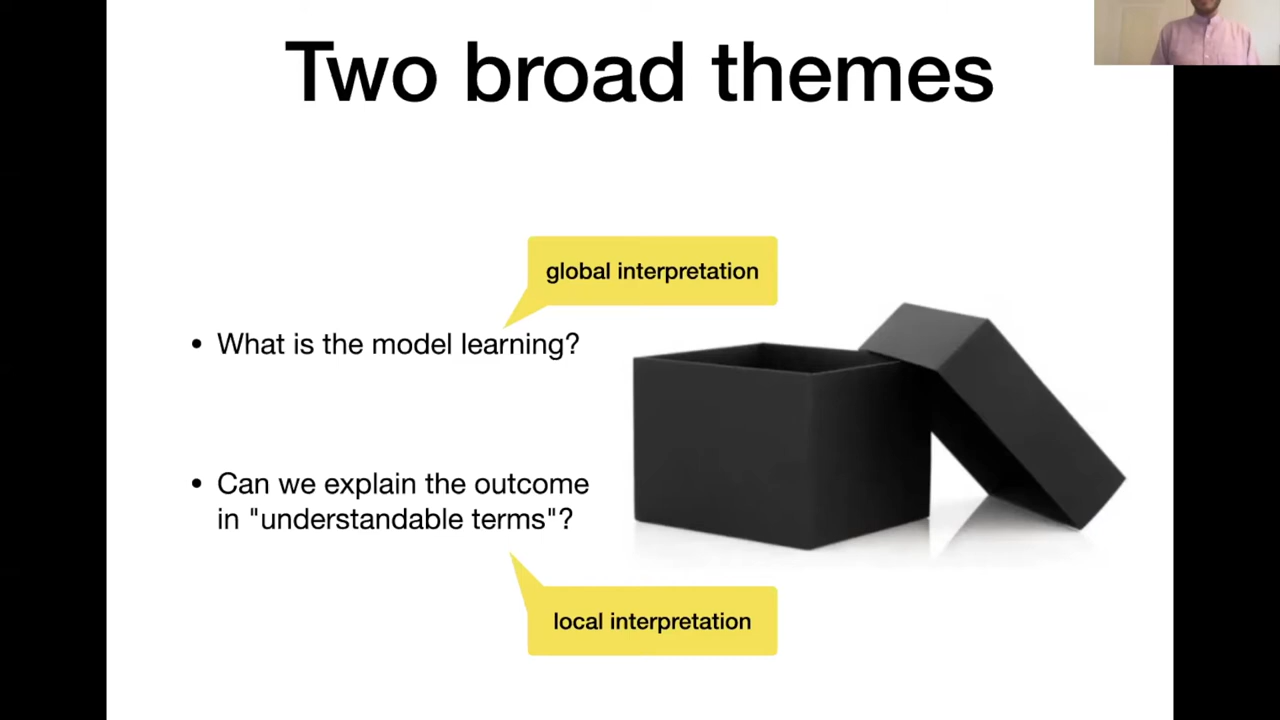 Two broad themes
global interpretation
• What is the model learning?
• Can we explain the outcome
in "understandable terms"?
local interpretation